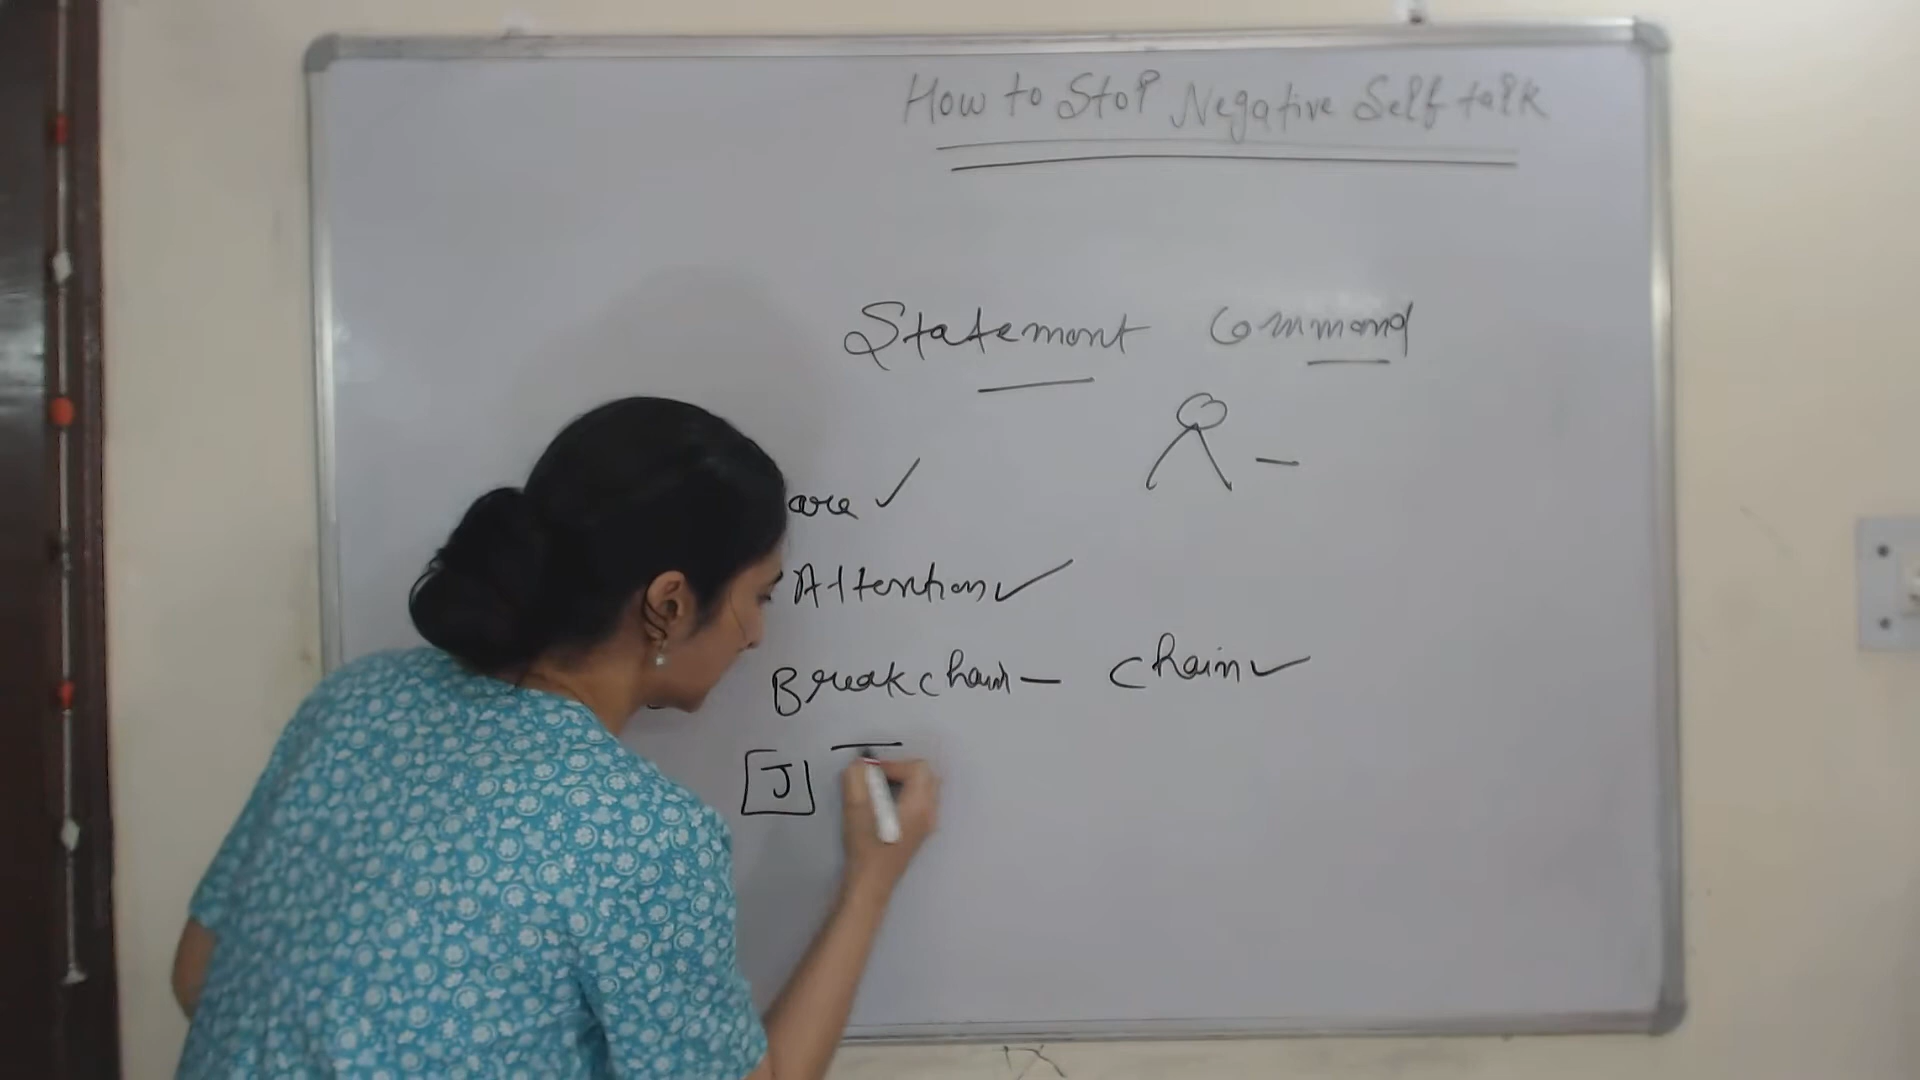 How to Stop Negative Self talk
Statement Command
are ✓
Attention ✓
Break chain – chain ✓
J